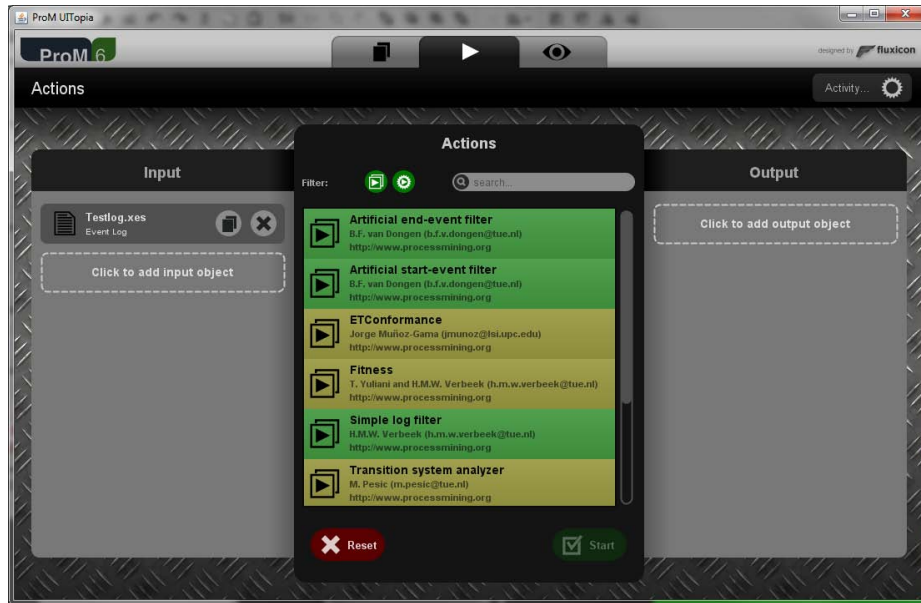 ProM UITopia
ProM 6
designed by fluxicon
Actions
Activity...
Input
Testlog.xes
Event Log
Click to add input object
Actions
Filter:
search...
Artificial end-event filter
B.F. van Dongen (b.f.v.dongen@tue.nl)
http://www.processmining.org
Artificial start-event filter
B.F. van Dongen (b.f.v.dongen@tue.nl)
http://www.processmining.org
ETConformance
Jorge Muñoz-Gama (jmunoz@lsi.upc.edu)
http://www.processmining.org
Fitness
T. Yuliani and H.M.W. Verbeek (h.m.w.verbeek@tue.nl)
http://www.processmining.org
Simple log filter
H.M.W. Verbeek (h.m.w.verbeek@tue.nl)
http://www.processmining.org
Transition system analyzer
M. Pesic (m.pesic@tue.nl)
http://www.processmining.org
Reset
Start
Output
Click to add output object